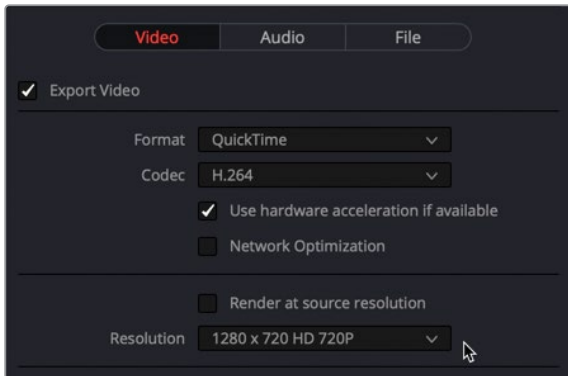 Video Audio File
Export Video
Format QuickTime
Codec H.264
Use hardware acceleration if available
Network Optimization
Render at source resolution
Resolution 1280 x 720 HD 720P